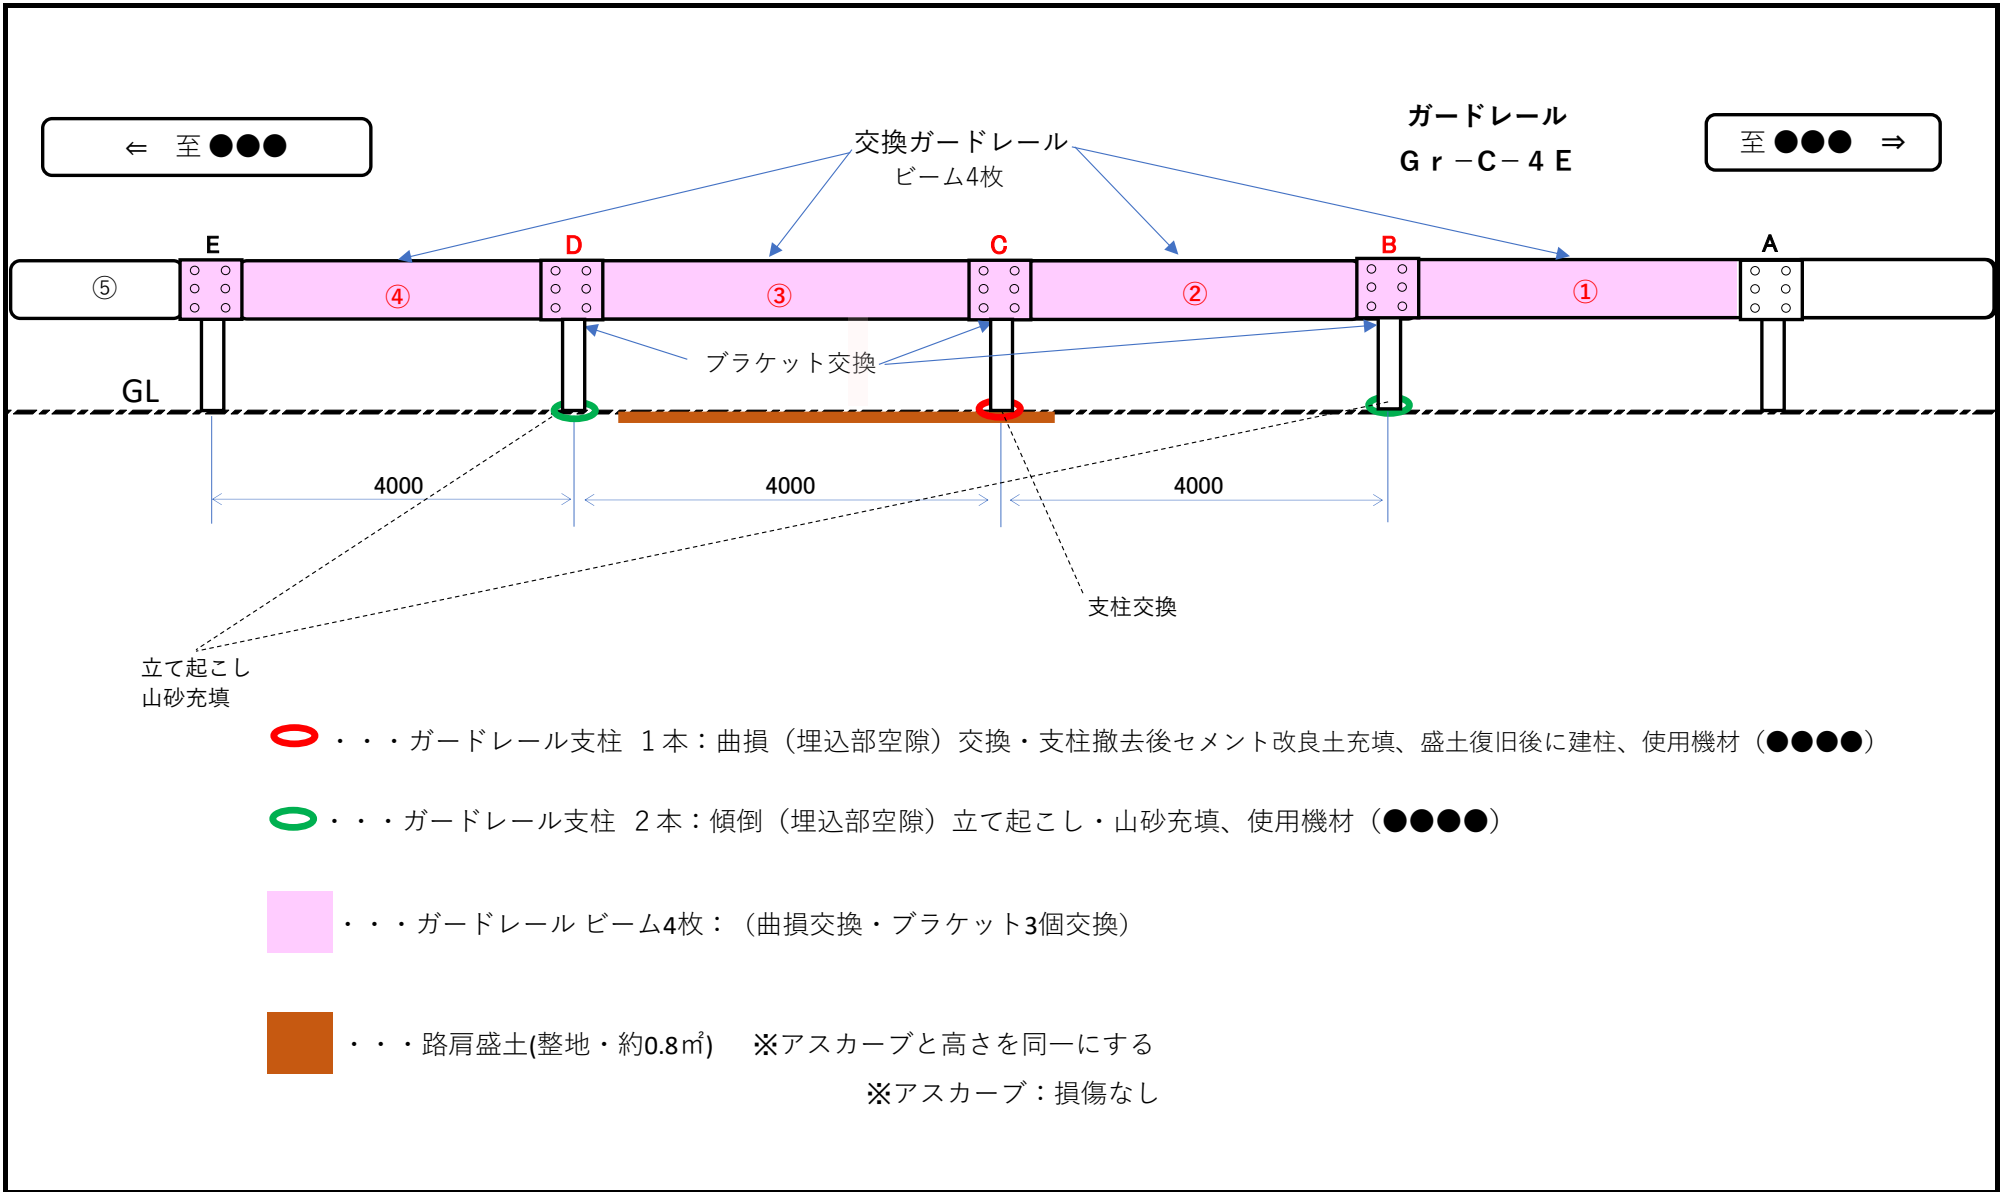 ガードレール
Ｇｒ－C－４Ｅ
⇐ 至 ●●●
交換ガードレール
ビーム4枚
至 ●●● ⇒
E
D
C
B
A
⑤
④
③
②
①
ブラケット交換
GL
4000
4000
4000
支柱交換
立て起こし
山砂充填
・・・ガードレール支柱 １本：曲損（埋込部空隙）交換・支柱撤去後セメント改良土充填、盛土復旧後に建柱、使用機材（●●●●）
・・・ガードレール支柱 ２本：傾倒（埋込部空隙）立て起こし・山砂充填、使用機材（●●●●）
・・・ガードレール ビーム4枚：（曲損交換・ブラケット3個交換）
・・・路肩盛土(整地・約0.8㎡) ※アスカーブと高さを同一にする
※アスカーブ：損傷なし